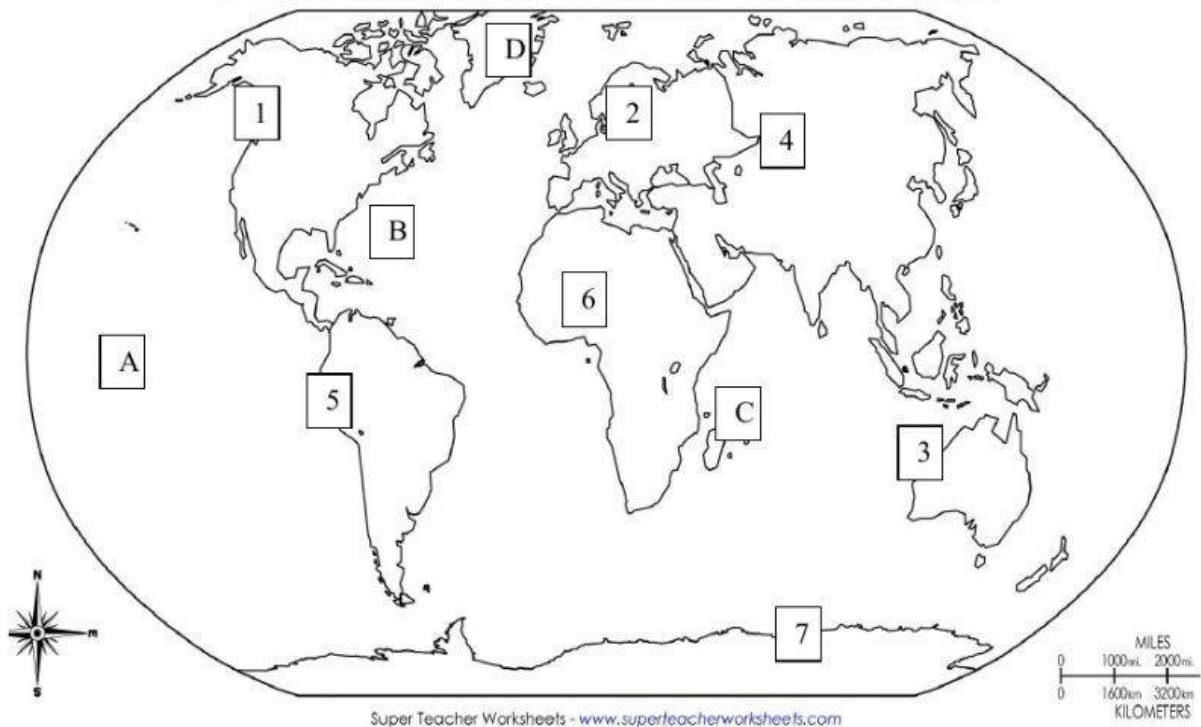 D
1
2
4
B
6
A
5
C
3
7
N
E
S
MILES
0 1000mi. 2000mi.
0 1600km 3200km
KILOMETERS
Super Teacher Worksheets - www.superteacherworksheets.com